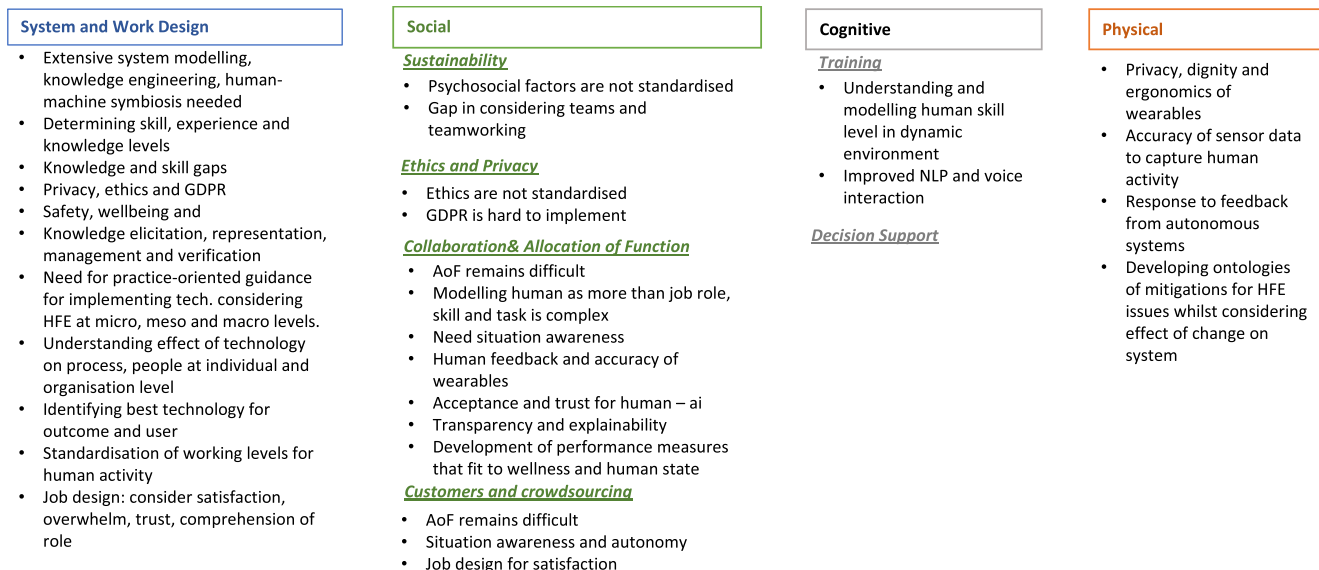 System and Work Design
• Extensive system modelling,
knowledge engineering, human-
machine symbiosis needed
• Determining skill, experience and
knowledge levels
• Knowledge and skill gaps
• Privacy, ethics and GDPR
• Safety, wellbeing and
• Knowledge elicitation, representation,
management and verification
• Need for practice-oriented guidance
for implementing tech. considering
HFE at micro, meso and macro levels.
• Understanding effect of technology
on process, people at individual and
organisation level
• Identifying best technology for
outcome and user
• Standardisation of working levels for
human activity
• Job design: consider satisfaction,
overwhelm, trust, comprehension of
role
Social
Sustainability
• Psychosocial factors are not standardised
• Gap in considering teams and
teamworking
Ethics and Privacy
• Ethics are not standardised
• GDPR is hard to implement
Collaboration& Allocation of Function
• AoF remains difficult
• Modelling human as more than job role,
skill and task is complex
• Need situation awareness
• Human feedback and accuracy of
wearables
• Acceptance and trust for human – ai
• Transparency and explainability
• Development of performance measures
that fit to wellness and human state
Customers and crowdsourcing
• AoF remains difficult
• Situation awareness and autonomy
• Job design for satisfaction
Cognitive
Training
• Understanding and
modelling human skill
level in dynamic
environment
• Improved NLP and voice
interaction
Decision Support
Physical
• Privacy, dignity and
ergonomics of
wearables
• Accuracy of sensor data
to capture human
activity
• Response to feedback
from autonomous
systems
• Developing ontologies
of mitigations for HFE
issues whilst considering
effect of change on
system